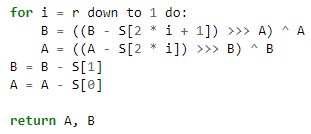 for i = r down to 1 do:
    B = ((B - S[2 * i + 1]) >>> A) ^ A
    A = ((A - S[2 * i]) >>> B) ^ B
B = B - S[1]
A = A - S[0]

return A, B